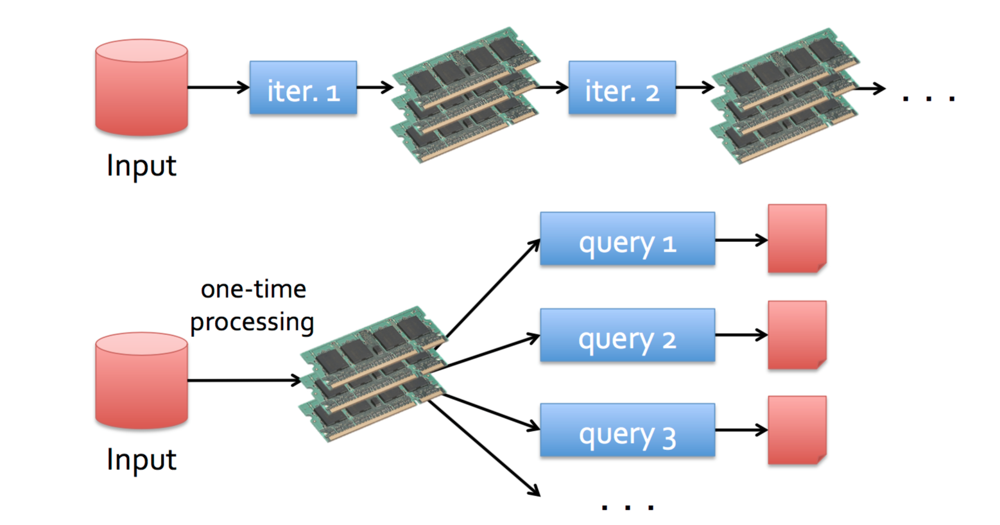 iter. 1
iter. 2
. . .
Input
query 1
one-time
processing
query 2
query 3
Input
. . .